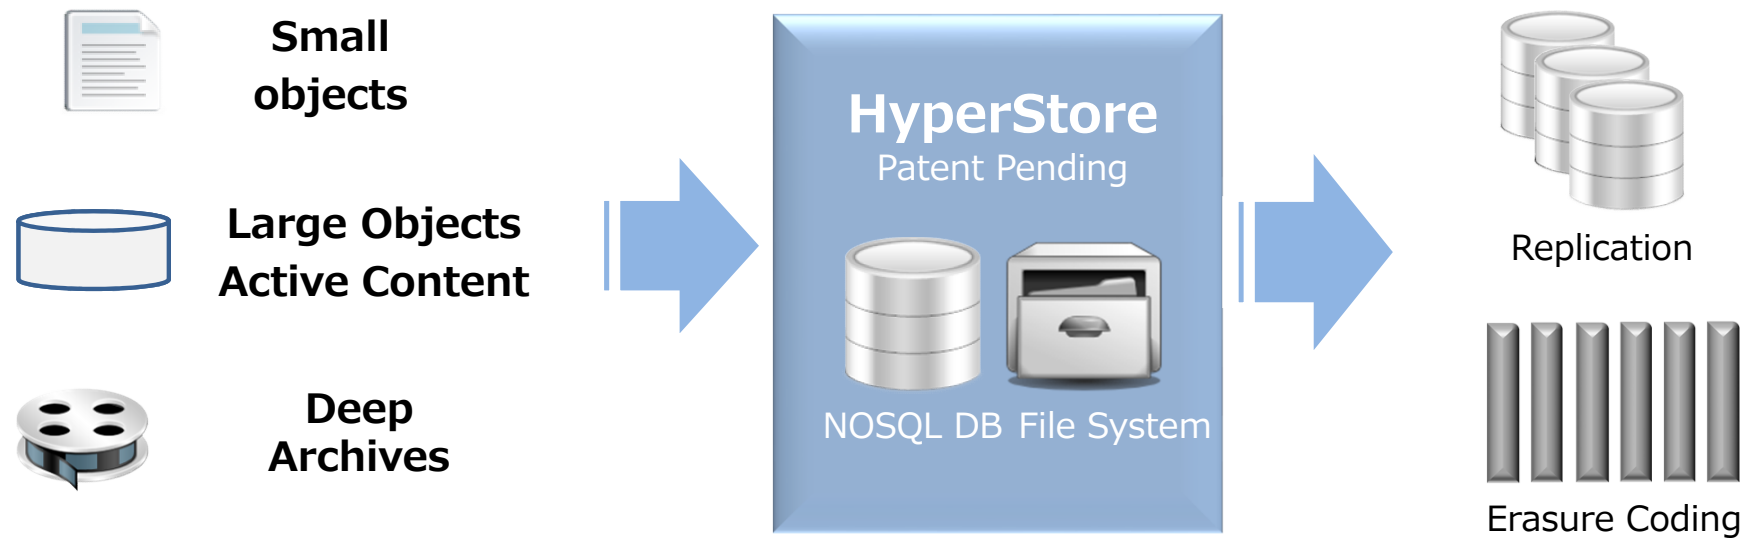 Small
objects
Large Objects
Active Content
Deep
Archives
HyperStore
Patent Pending
NOSQL DB File System
Replication
Erasure Coding